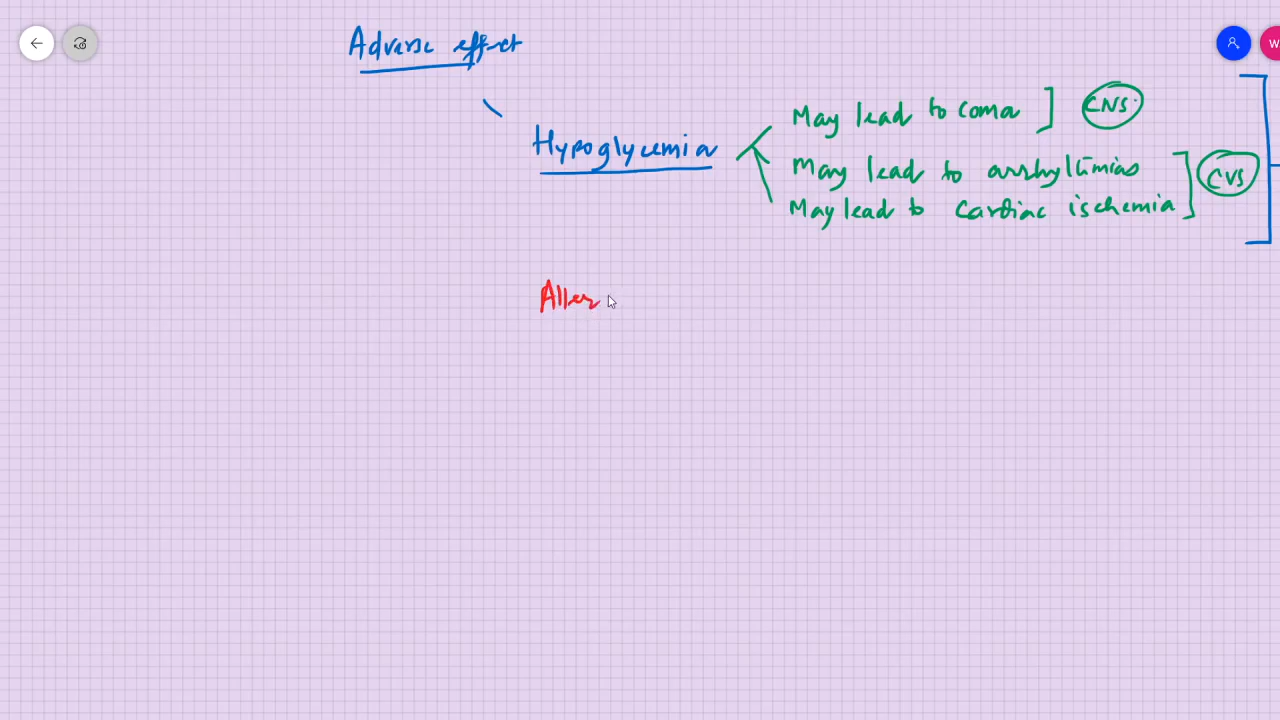 Adverse effect
Hypoglycemia
May lead to coma
CNS
May lead to arrhythmias
May lead to Cardiac ischemia
CVS
Aller
W